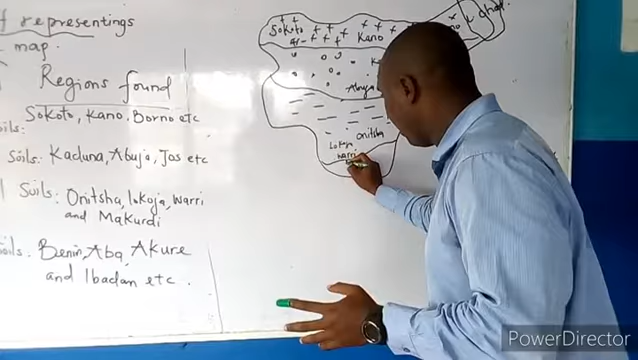 f representings
map.
Regions found
Sokoto, Kano, Borno etc
Soils:
Soils: Kaduna, Abuja, Jos etc
Soils: Onitsha, lokoja, warri
and Makurdi
Soils. Benin, Aba, Akure
and Ibadan etc.
Sokoto
Kano
chad
Abuja
Onitsha
Lokoja
warri
PowerDirector